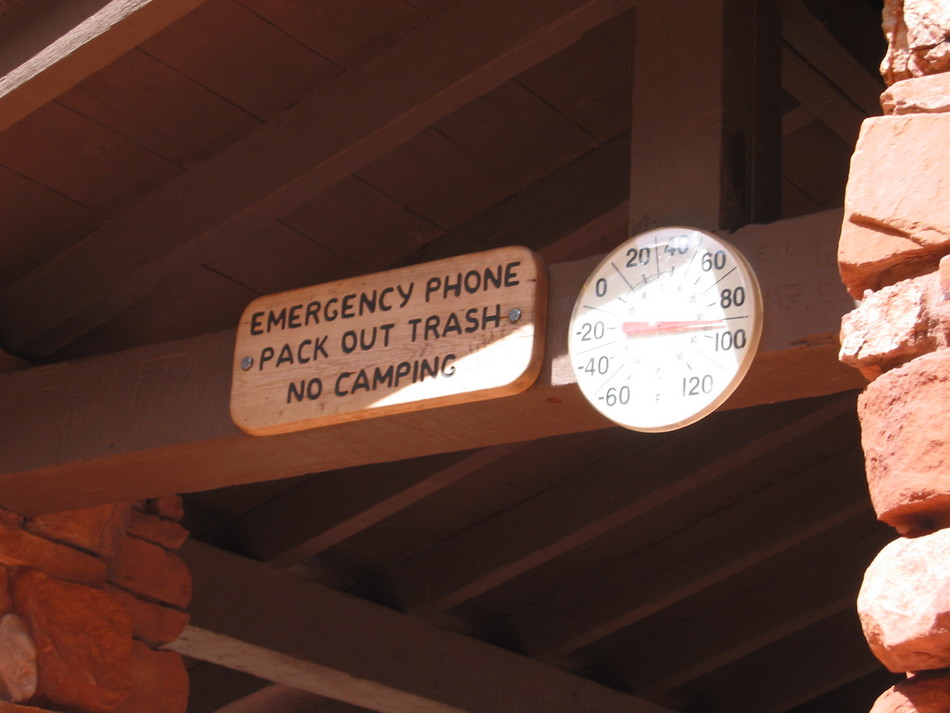 EMERGENCY PHONE
PACK OUT TRASH
NO CAMPING
-60
-40
-20
0
20
40
60
80
100
120
F